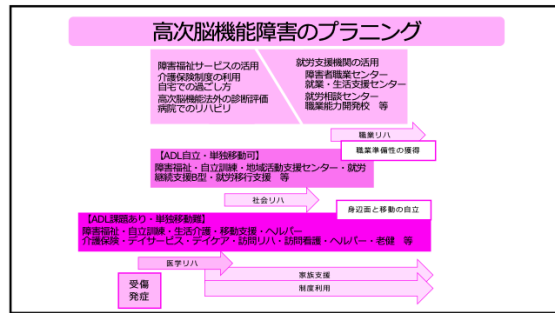 高次脳機能障害のプラニング
障害福祉サービスの活用
介護保険制度の利用
自宅での過ごし方
高次脳機能法外の診断評価
病院でのリハビリ
就労支援機関の活用
障害者職業センター
就業・生活支援センター
就労相談センター
職業能力開発校　等
職業リハ
職業準備性の獲得
【ADL自立・単独移動可】
障害福祉・自立訓練・地域活動支援センター・就労
継続支援B型・就労移行支援　等
社会リハ
身辺面と移動の自立
【ADL課題あり・単独移動難】
障害福祉・自立訓練・生活介護・移動支援・ヘルパー
介護保険・デイサービス・デイケア・訪問リハ・訪問看護・ヘルパー・老健　等
医学リハ
受傷
発症
家族支援
制度利用